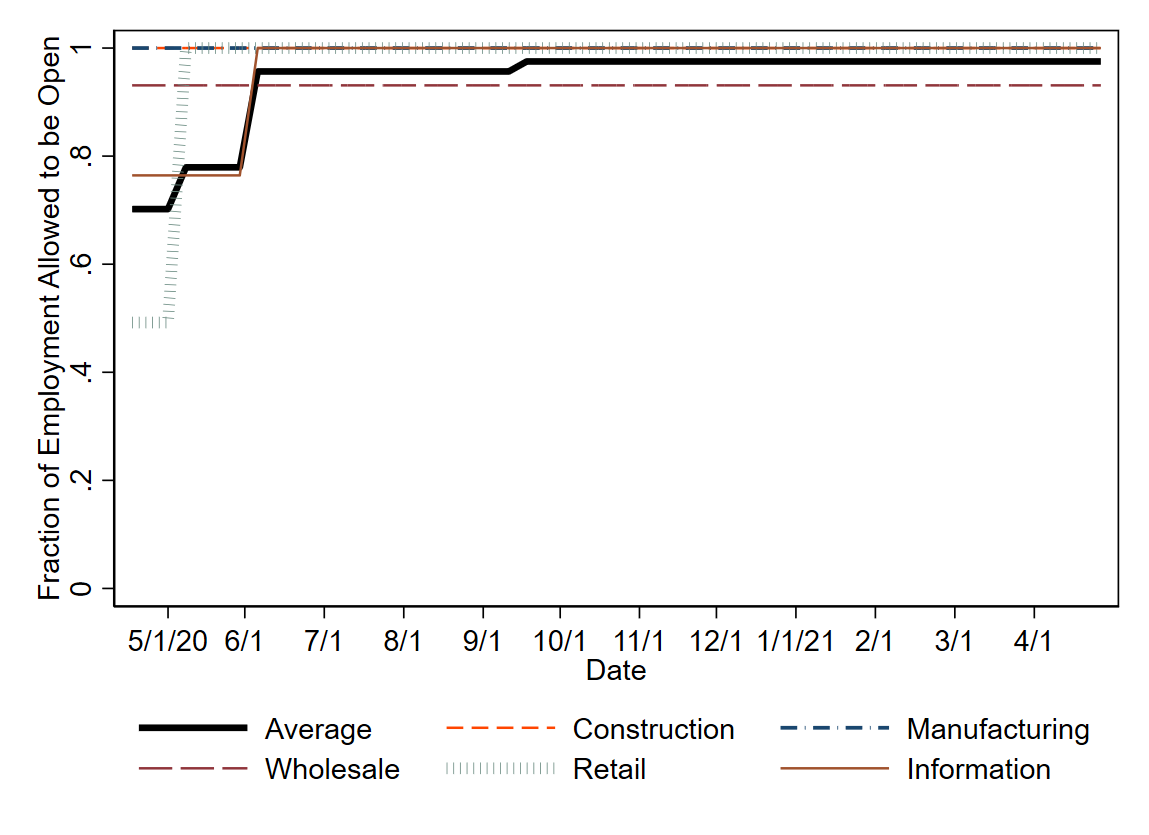 Fraction of Employment Allowed to be Open
1
.8
.6
.4
.2
0
5/1/20 6/1 7/1 8/1 9/1 10/1 11/1 12/1 1/1/21 2/1 3/1 4/1
Date
Average Construction Manufacturing
Wholesale Retail Information